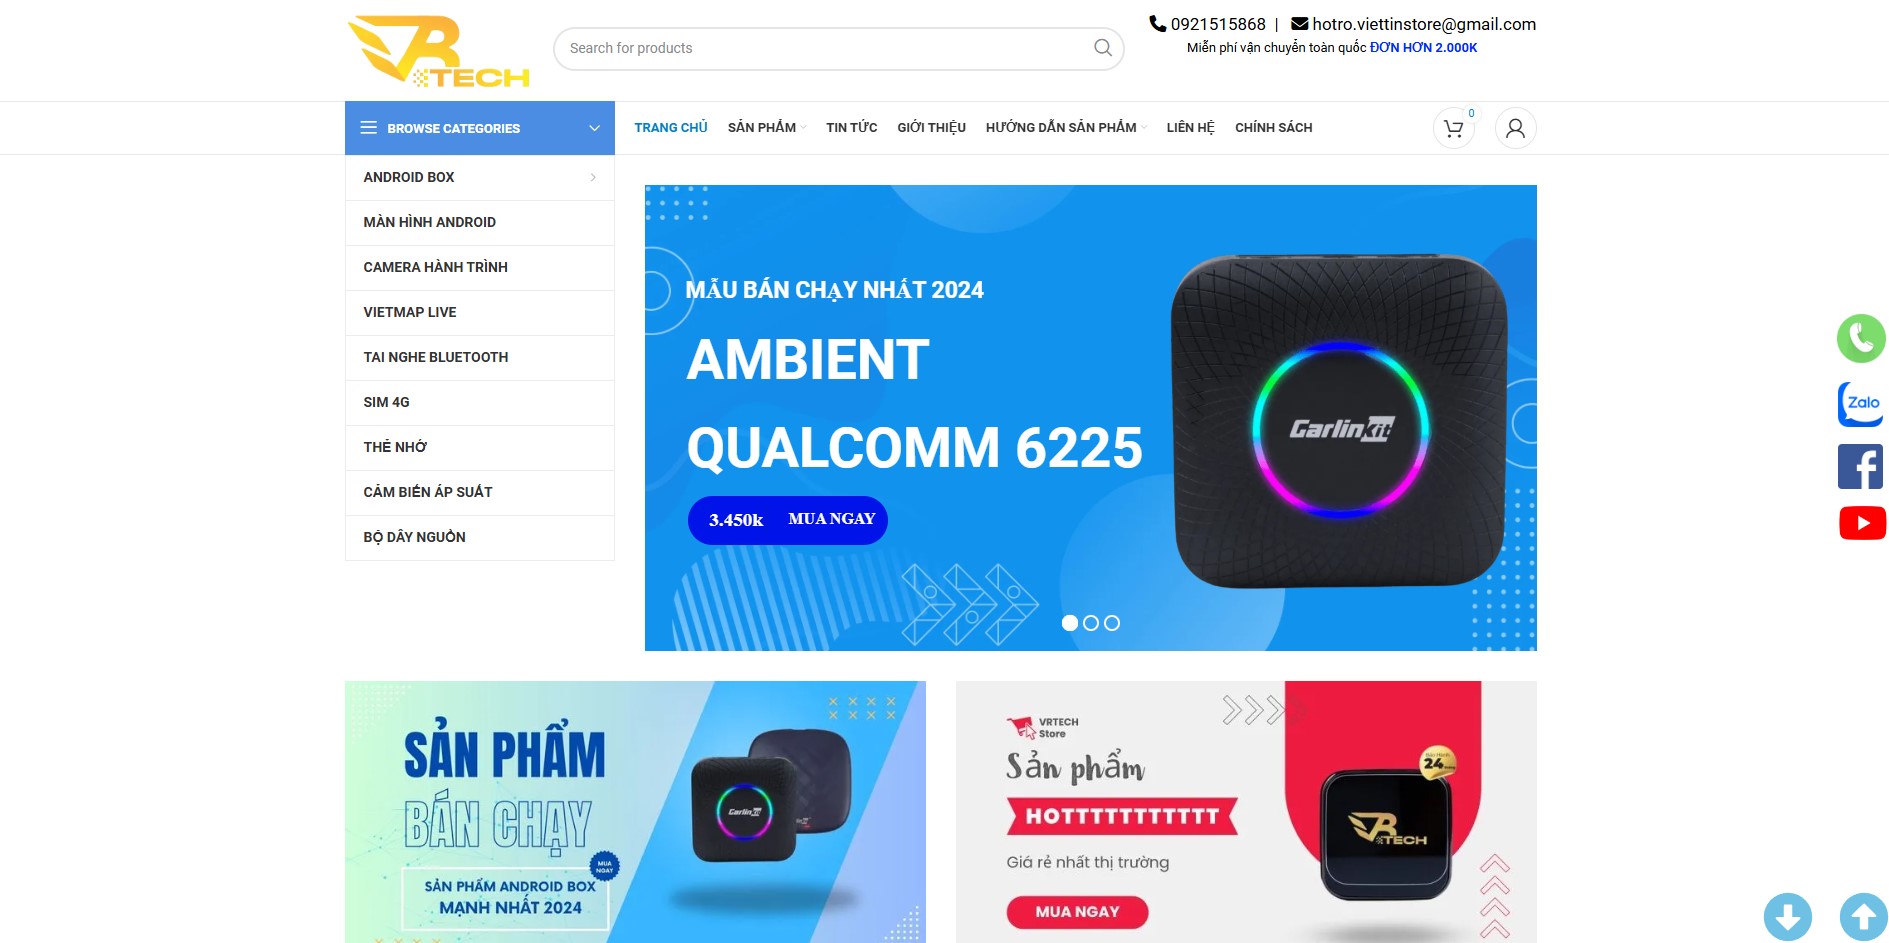 VR
TECH
Search for products
0921515868 | hotro.viettinstore@gmail.com
Miễn phí vận chuyển toàn quốc ĐƠN HƠN 2.000K
BROWSE CATEGORIES
TRANG CHỦ
SẢN PHẨM
TIN TỨC
GIỚI THIỆU
HƯỚNG DẪN SẢN PHẨM
LIÊN HỆ
CHÍNH SÁCH
0
ANDROID BOX
MÀN HÌNH ANDROID
CAMERA HÀNH TRÌNH
VIETMAP LIVE
TAI NGHE BLUETOOTH
SIM 4G
THẺ NHỚ
CẢM BIẾN ÁP SUẤT
BỘ DÂY NGUỒN
MẪU BÁN CHẠY NHẤT 2024
AMBIENT
QUALCOMM 6225
3.450k MUA NGAY
Carlinkit
Zalo
SẢN PHẨM
BÁN CHẠY
MUA
NGAY
SẢN PHẨM ANDROID BOX
MẠNH NHẤT 2024
Carlinkit
VRTECH
Store
Sản phẩm
HOTTTTTTTTTTT
Giá rẻ nhất thị trường
MUA NGAY
24
VR
TECH